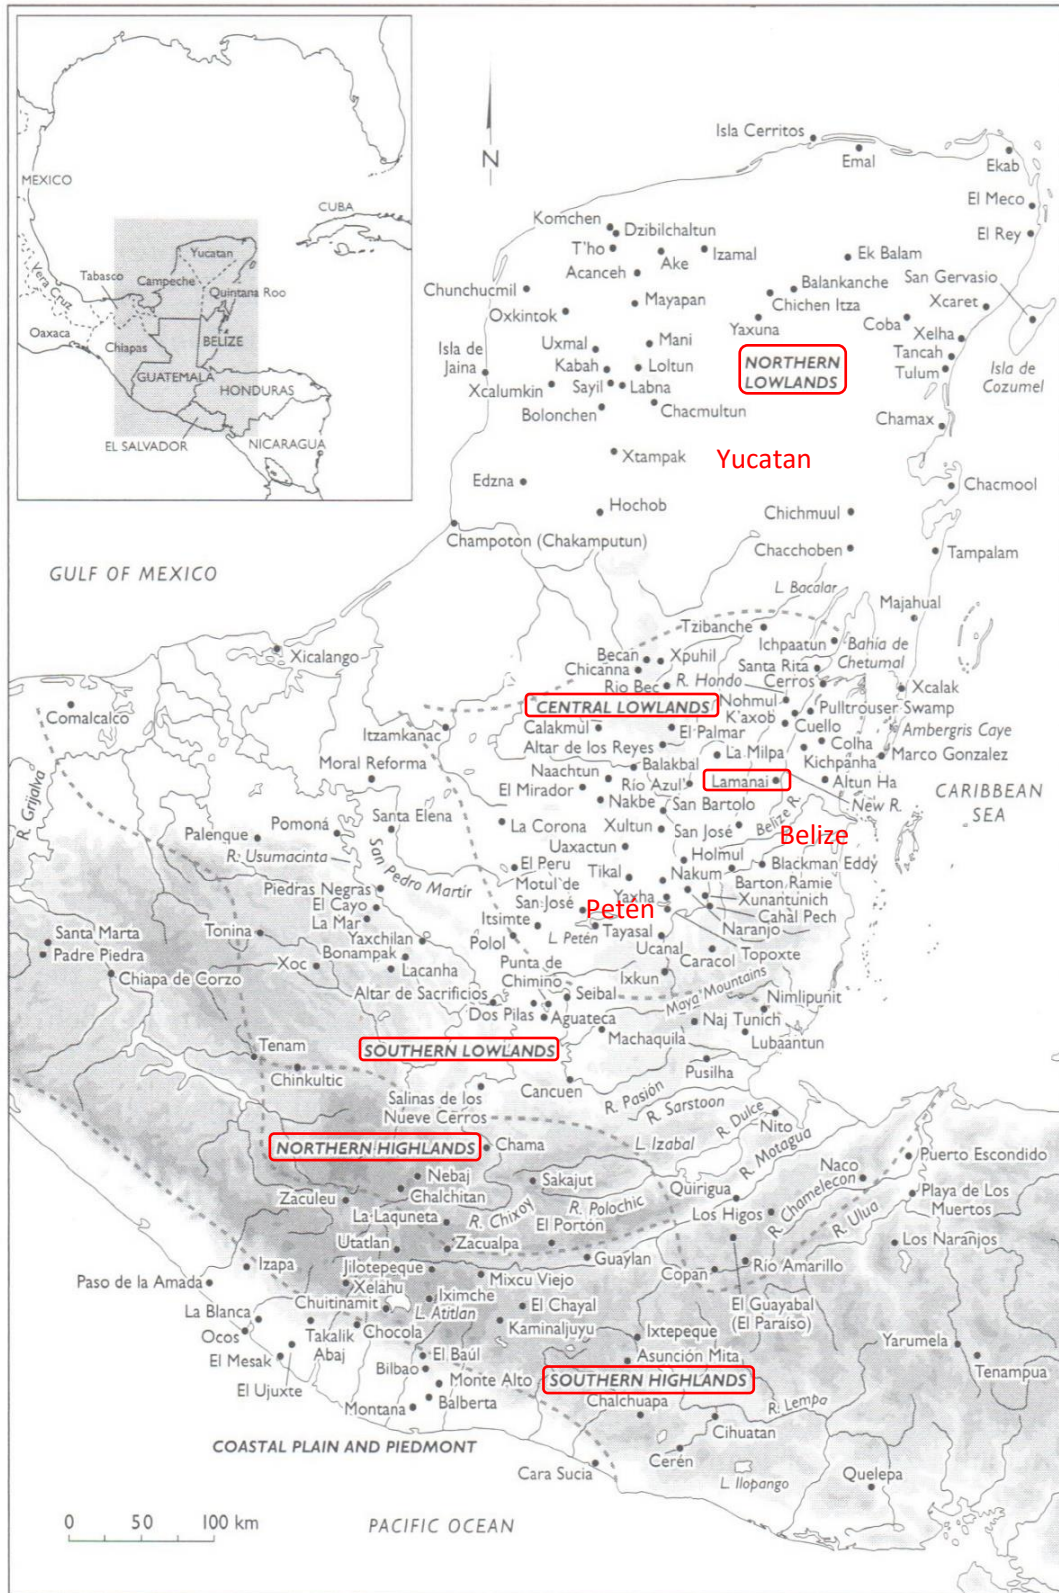 MEXICO
CUBA
Yucatan
Tabasco
Campeche
Vera Cruz
Quintana Roo
Oaxaca
Chiapas
BELIZE
GUATEMALA
HONDURAS
EL SALVADOR
NICARAGUA
N
Isla Cerritos
Emal
Ekab
El Meco
Komchen
Dzibilchaltun
El Rey
T'ho
Ake
Izamal
Ek Balam
Acanceh
San Gervasio
Chunchucmil
Balankanche
Mayapan
Chichen Itza
Xcaret
Oxkintok
Yaxuna
Coba
Uxmal
Mani
Xelha
Isla de
Jaina
Kabah
Loltun
NORTHERN
LOWLANDS
Tancah
Tulum
Isla de
Cozumel
Xcalumkin
Sayil
Labna
Bolonchen
Chacmultun
Chamax
Xtampak
Yucatan
Edzna
Chacmool
Hochob
Chichmuul
Champoton (Chakamputun)
Chacchoben
Tampalam
GULF OF MEXICO
L. Bacalar
Majahual
Tzibanche
Ichpaatun
Bahía de
Chetumal
Xicalango
Becán
Xpuhil
Chicanna
Santa Rita
Rio Bec
R. Hondo
Cerros
Xcalak
Comalcalco
CENTRAL LOWLANDS
Nohmul
Pulltrouser Swamp
K'axob
Itzamkanac
Calakmul
El Palmar
Cuello
Ambergris Caye
Altar de los Reyes
La Milpa
Colha
Marco Gonzalez
Moral Reforma
Balakbal
Kichpanha
Naachtun
Río Azul
Lamanai
Altun Ha
El Mirador
CARIBBEAN
SEA
R. Grijalva
Nakbe
San Bartolo
New R.
Palenque
Pomoná
Santa Elena
La Corona
Xultun
San José
Belize R.
Belize
R. Usumacinta
San Pedro Martír
Uaxactun
Holmul
El Peru
Tikal
Nakum
Blackman Eddy
Piedras Negras
Motul de
San José
Barton Ramie
El Cayo
Yaxha
Xunantunich
La Mar
Petén
Cahal Pech
Santa Marta
Tonina
Itsimte
Naranjo
Padre Piedra
Yaxchilan
Polol
L. Petén
Tayasal
Topoxte
Bonampak
Ucanal
Chiapa de Corzo
Xoc
Lacanha
Punta de
Chimino
Caracol
Ixkun
Altar de Sacrificios
Seibal
Maya Mountains
Nimlipunit
Dos Pilas
Aguateca
Naj Tunich
Machaquila
Lubaantun
Tenam
SOUTHERN LOWLANDS
Pusilha
Chinkultic
Cancuen
Salinas de los
Nueve Cerros
R. Pasión
R. Sarstoon
R. Dulce
Nito
NORTHERN HIGHLANDS
Chama
L. Izabal
R. Motagua
Puerto Escondido
Naco
Nebaj
Sakajut
Quirigua
R. Chamelecon
Zaculeu
Chalchitan
Playa de Los
Muertos
La Laquneta
R. Chixoy
R. Polochic
Los Higos
R. Ulua
El Portón
Utatlan
Zacualpa
Los Naranjos
Guaylan
Izapa
Jilotepeque
Copan
Río Amarillo
Paso de la Amada
Xelahu
Mixcu Viejo
Iximche
Chuitinamit
El Chayal
El Guayabal
(El Paraíso)
La Blanca
L. Atitlan
Ocos
Takalik
Abaj
Chocola
Kaminaljuyu
Ixtepeque
Yarumela
El Mesak
El Baúl
Asunción Mita
Tenampua
Bilbao
El Ujuxte
Monte Alto
SOUTHERN HIGHLANDS
Montana
Balberta
Chalchuapa
R. Lempa
Cihuatan
COASTAL PLAIN AND PIEDMONT
Cerén
Cara Sucia
L. Ilopango
Quelepa
0 50 100 km
PACIFIC OCEAN